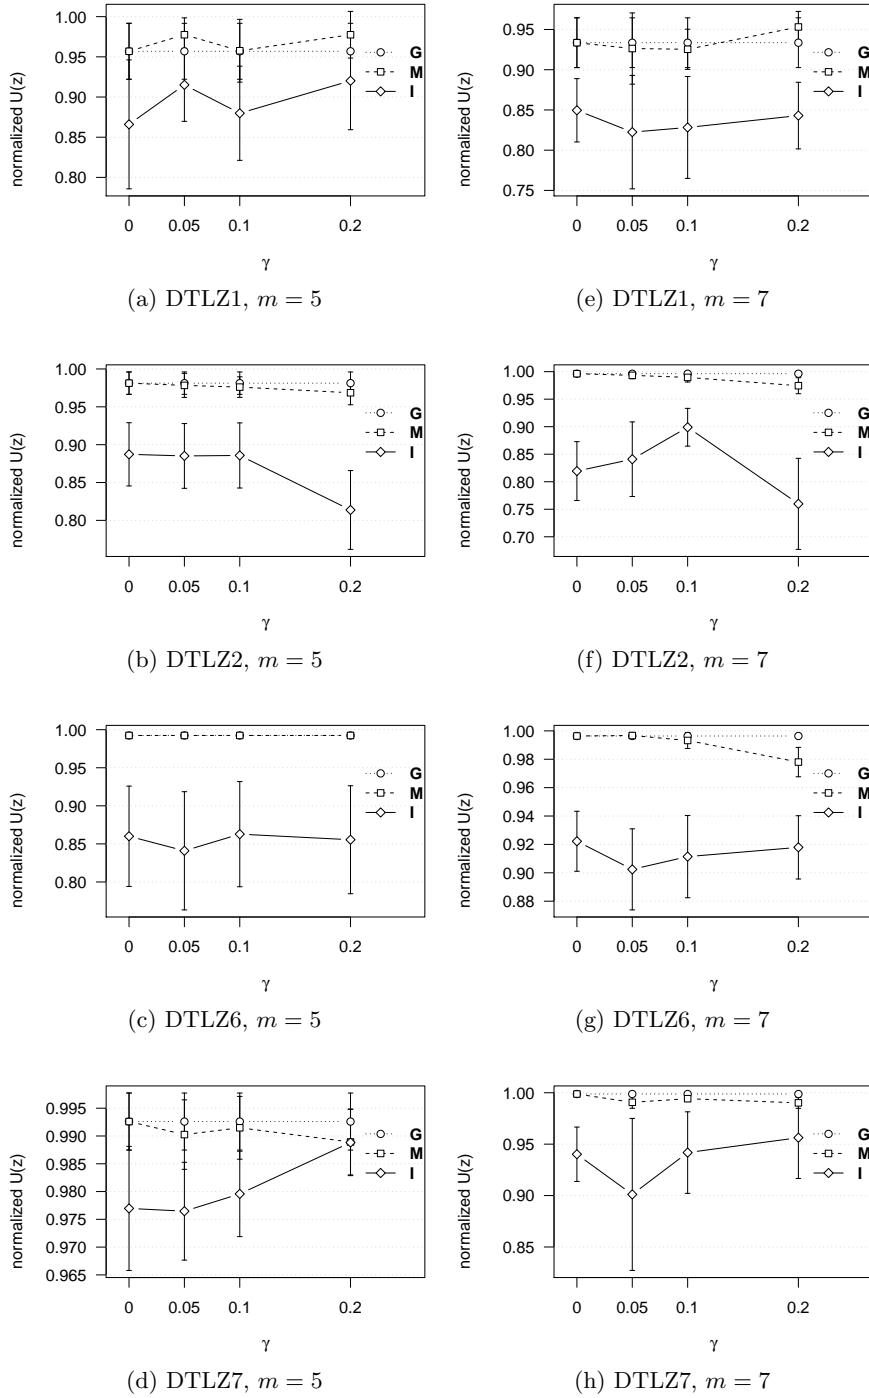 1.00
0.95
0.90
0.85
0.80
normalized U(z)
G
M
I
0 0.05 0.1 0.2
γ
(a) DTLZ1, m = 5
0.95
0.90
0.85
0.80
0.75
normalized U(z)
G
M
I
0 0.05 0.1 0.2
γ
(e) DTLZ1, m = 7
1.00
0.95
0.90
0.85
0.80
normalized U(z)
G
M
I
0 0.05 0.1 0.2
γ
(b) DTLZ2, m = 5
1.00
0.95
0.90
0.85
0.80
0.75
0.70
normalized U(z)
G
M
I
0 0.05 0.1 0.2
γ
(f) DTLZ2, m = 7
1.00
0.95
0.90
0.85
0.80
normalized U(z)
G
M
I
0 0.05 0.1 0.2
γ
(c) DTLZ6, m = 5
1.00
0.98
0.96
0.94
0.92
0.90
0.88
normalized U(z)
G
M
I
0 0.05 0.1 0.2
γ
(g) DTLZ6, m = 7
0.995
0.990
0.985
0.980
0.975
0.970
0.965
normalized U(z)
G
M
I
0 0.05 0.1 0.2
γ
(d) DTLZ7, m = 5
1.00
0.95
0.90
0.85
normalized U(z)
G
M
I
0 0.05 0.1 0.2
γ
(h) DTLZ7, m = 7